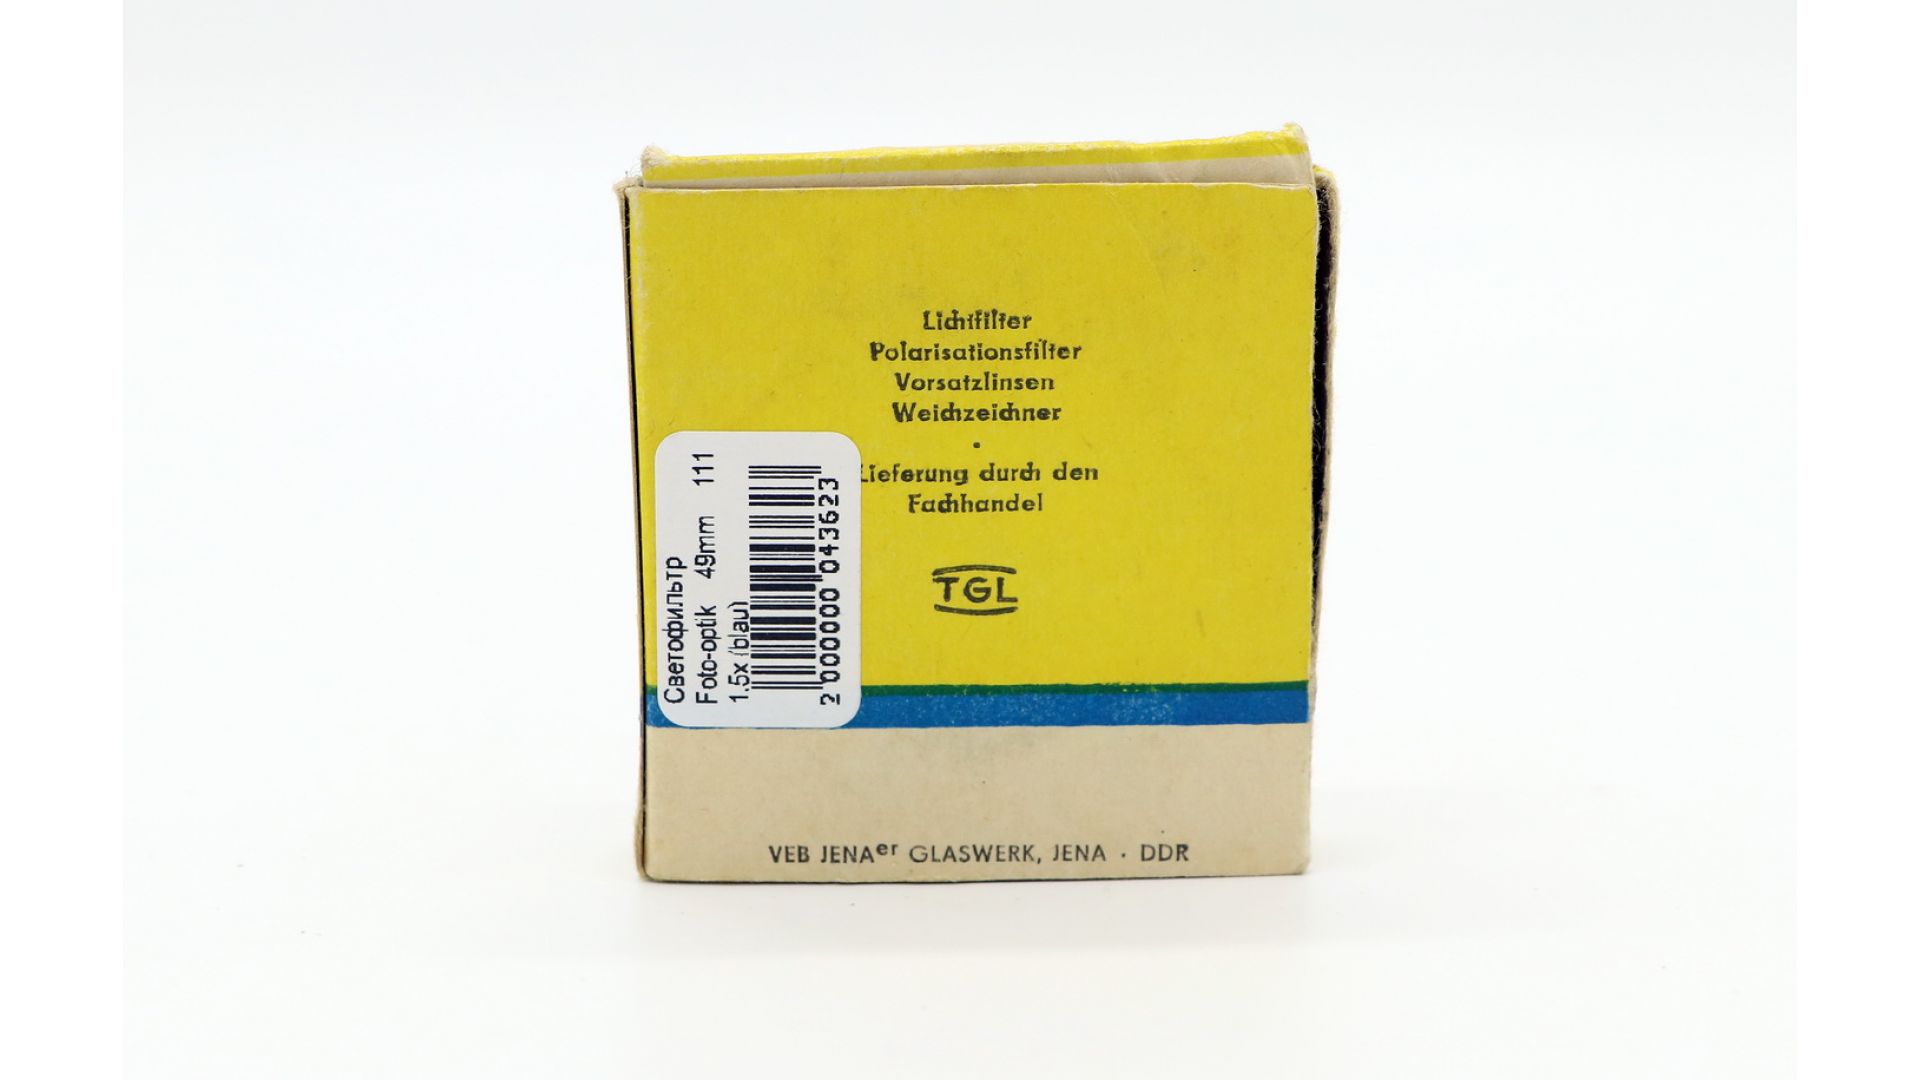 Lichtfilter
Polarisationsfilter
Vorsatzlinsen
Weichzeichner
•
Lieferung durch den
Fachhandel
TGL
Светофильтр
Foto-optik 49mm 111
1,5x (blau)
2 000000 043623
VEB JENAer GLASWERK, JENA · DDR